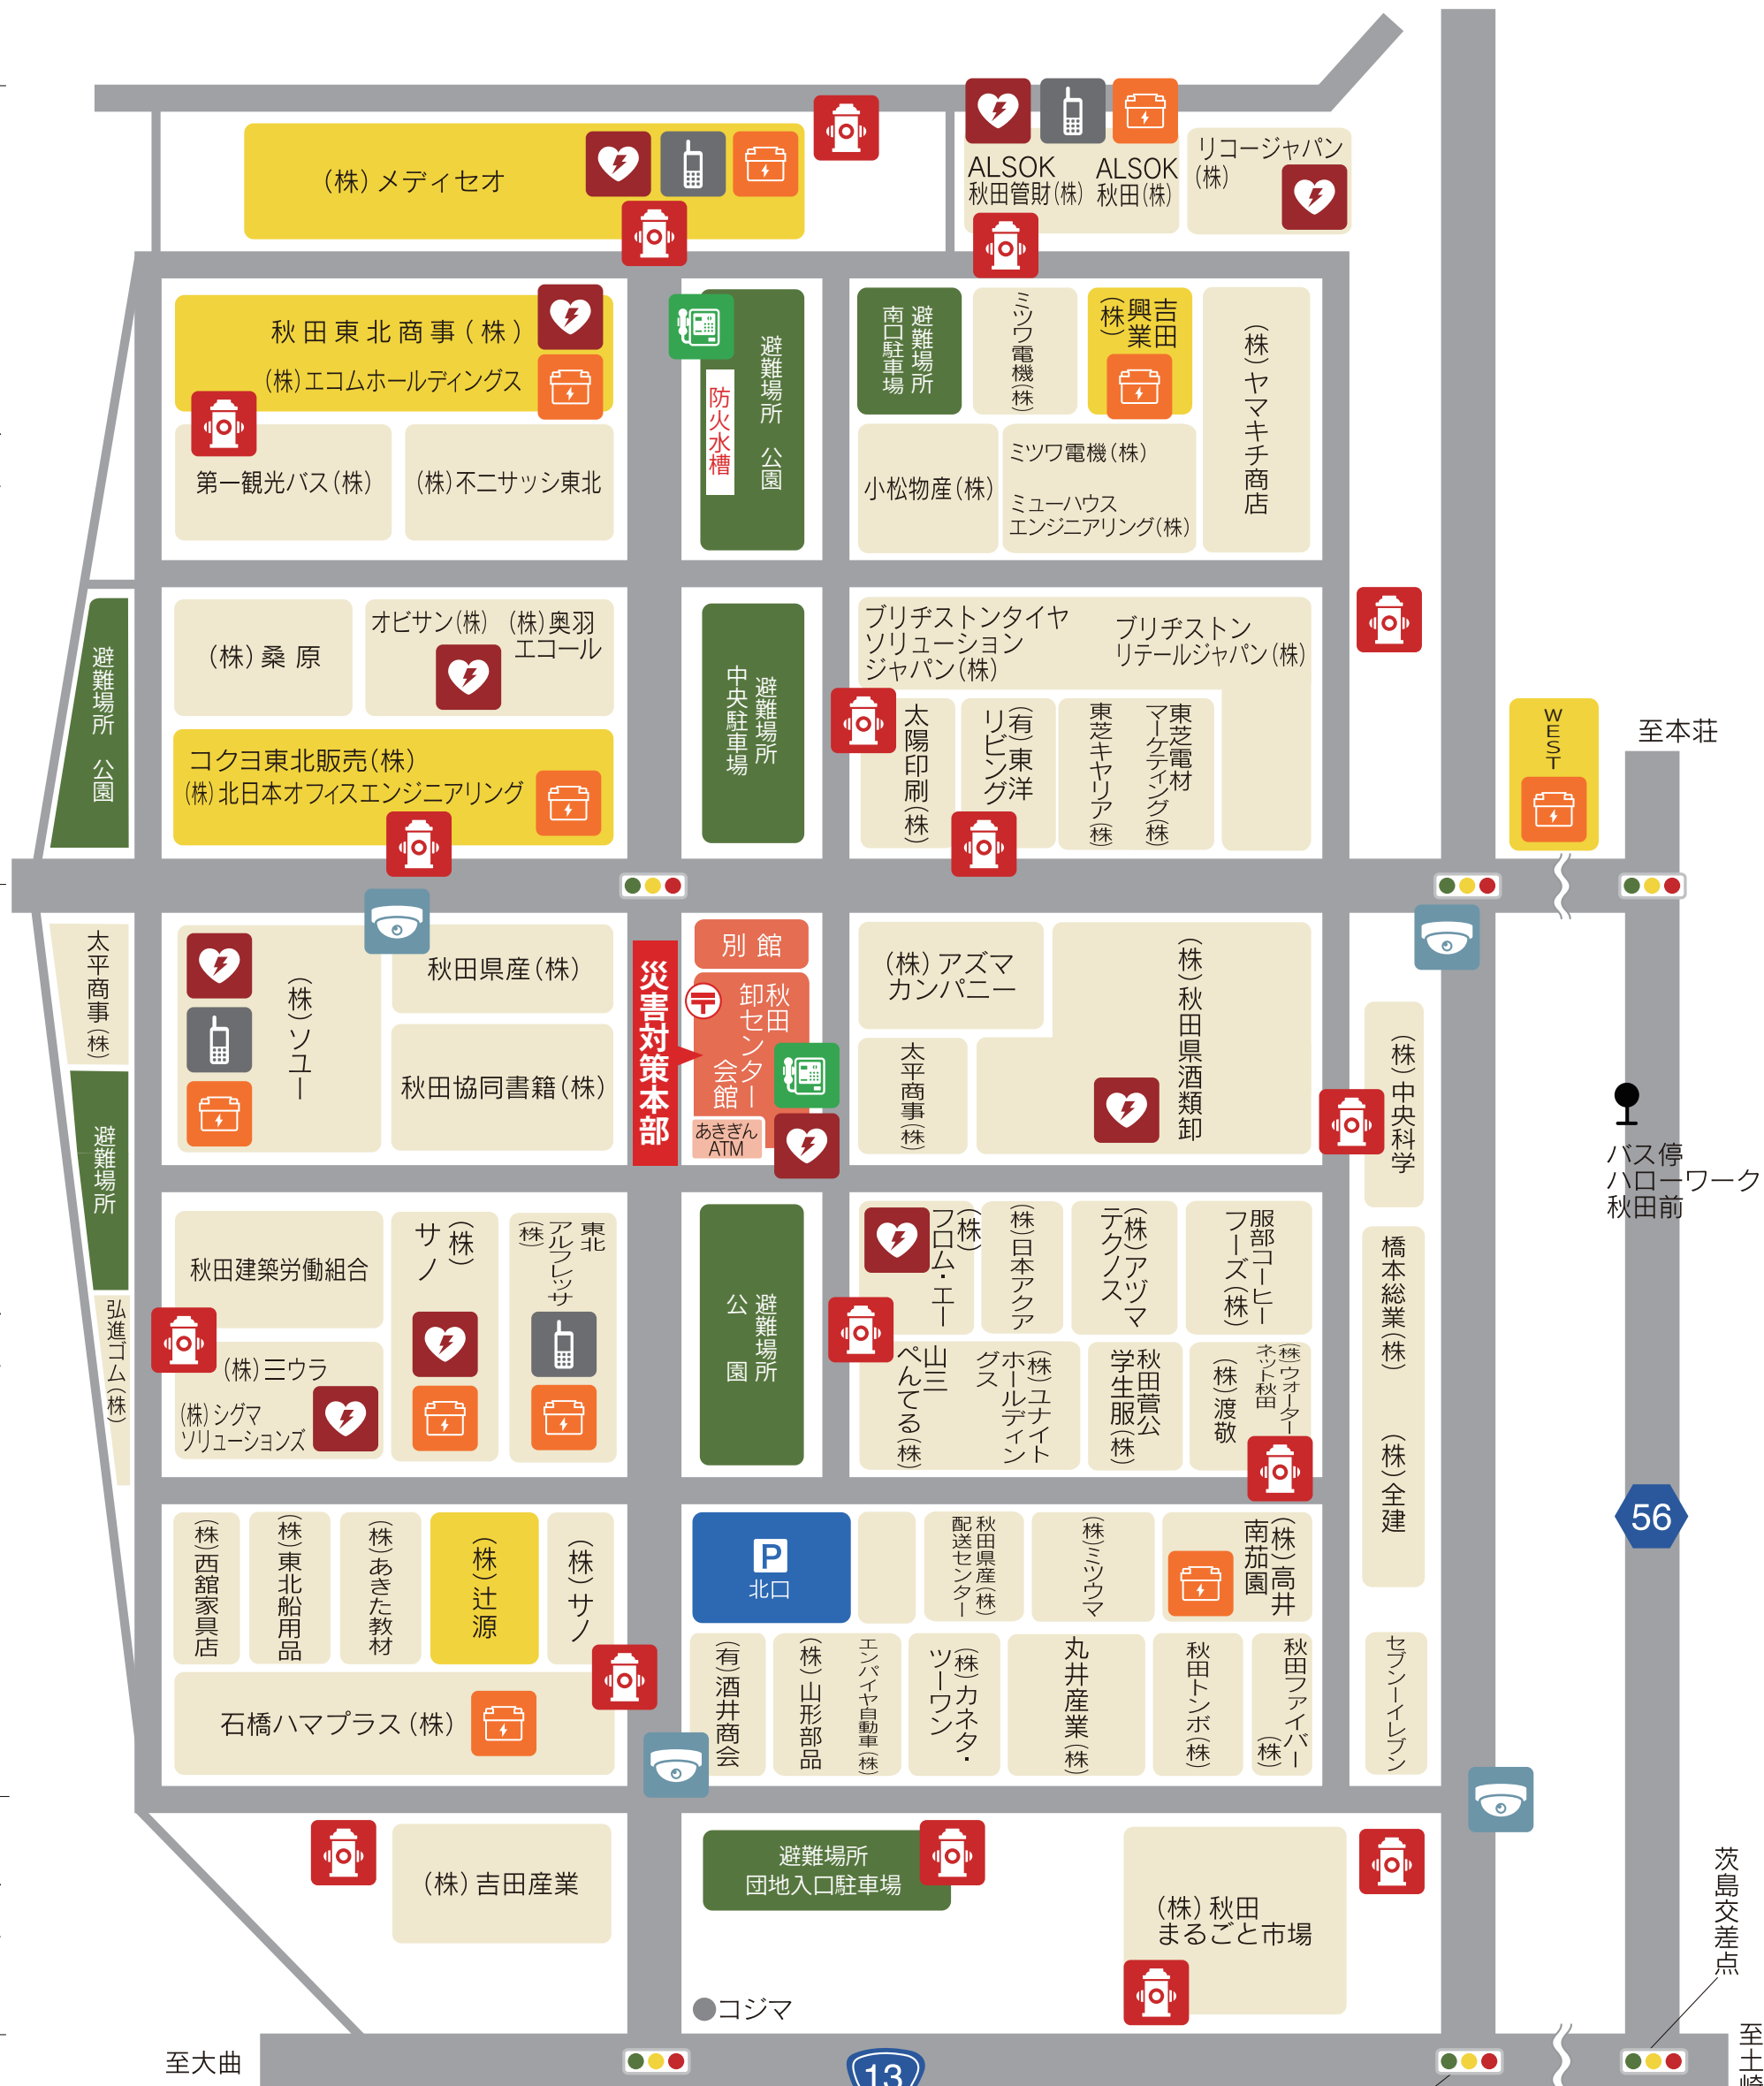 (株)メディセオ
ALSOK
秋田管財(株)
ALSOK
秋田(株)
リコージャパン
(株)
秋田東北商事(株)
(株)エコムホールディングス
第一観光バス(株)
(株)不二サッシ東北
避難場所 公園
防火水槽
避難場所
南口駐車場
ミツワ電機(株)
吉田
興業
(株)
(株)ヤマキチ商店
小松物産(株)
ミツワ電機(株)
ミューハウス
エンジニアリング(株)
避難場所 公園
(株)桑原
オビサン(株)
(株)奥羽
エコール
コクヨ東北販売(株)
(株)北日本オフィスエンジニアリング
避難場所
中央駐車場
ブリヂストンタイヤ
ソリューション
ジャパン(株)
ブリヂストン
リテールジャパン(株)
太陽印刷(株)
(有)東洋
リビング
東芝キヤリア(株)
東芝電材
マーケティング(株)
WEST
至本荘
太平商事(株)
(株)ソユー
秋田県産(株)
秋田協同書籍(株)
災害対策本部
別館
秋田
卸センター
会館
あきぎん
ATM
(株)アズマ
カンパニー
太平商事(株)
(株)秋田県酒類卸
(株)中央科学
バス停
ハローワーク
秋田前
避難場所
弘進ゴム(株)
秋田建築労働組合
(株)
サノ
東北
アルフレッサ
(株)
(株)三ウラ
(株)シグマ
ソリューションズ
避難場所
公園
(株)
フロム・エー
(株)日本アクア
(株)アヅマ
テクノス
服部コーヒー
フーズ(株)
山三
ぺんてる(株)
(株)ユナイト
ホールディン
グス
秋田菅公
学生服(株)
(株)渡敬
(株)ウォーター
ネット秋田
橋本総業(株)
(株)全建
56
(株)西舘家具店
(株)東北船用品
(株)あきた教材
(株)辻源
(株)サノ
石橋ハマプラス(株)
P
北口
秋田県産(株)
配送センター
(株)ミツウマ
(株)高井
南茄園
(有)酒井商会
(株)山形部品
エンパイヤ自動車(株)
(株)カネタ・
ツーワン
丸井産業(株)
秋田トンボ(株)
秋田ファイバー
(株)
セブンーイレブン
(株)吉田産業
避難場所
団地入口駐車場
(株)秋田
まるごと市場
茨島交差点
コジマ
至大曲
13
至土崎